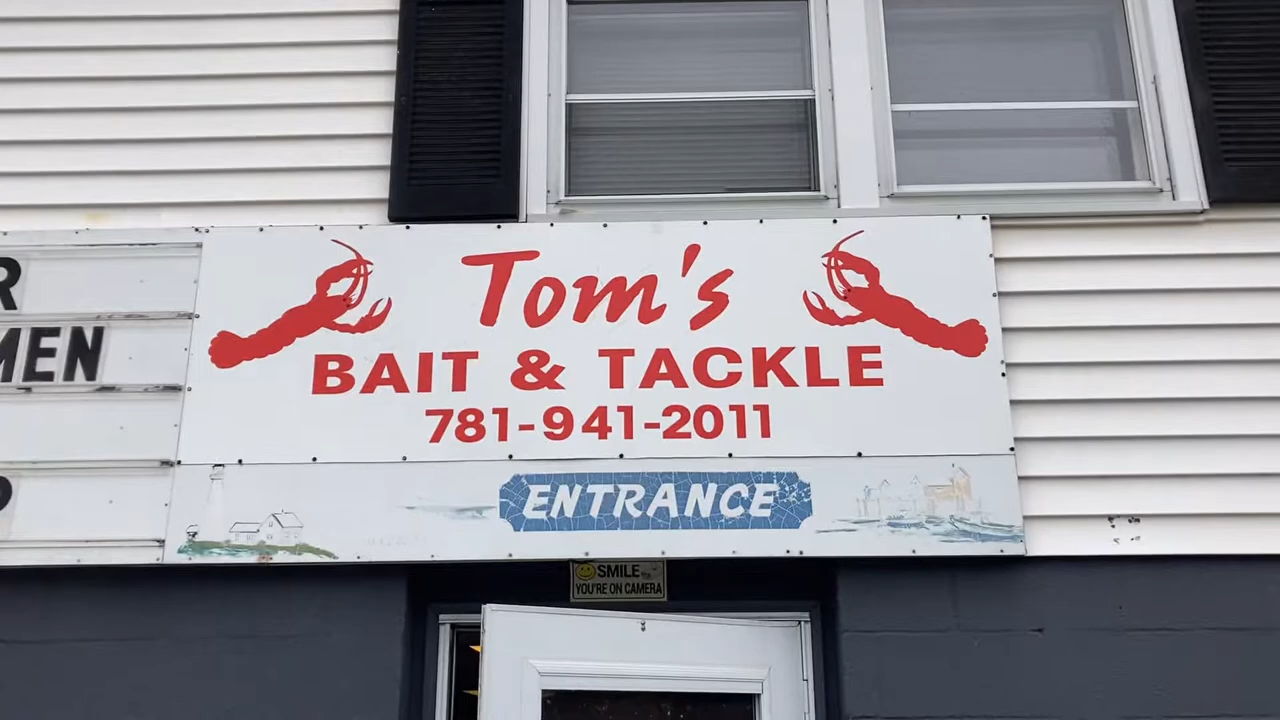 R
MEN
P
Tom's
BAIT & TACKLE
781-941-2011
ENTRANCE
SMILE
YOU'RE ON CAMERA